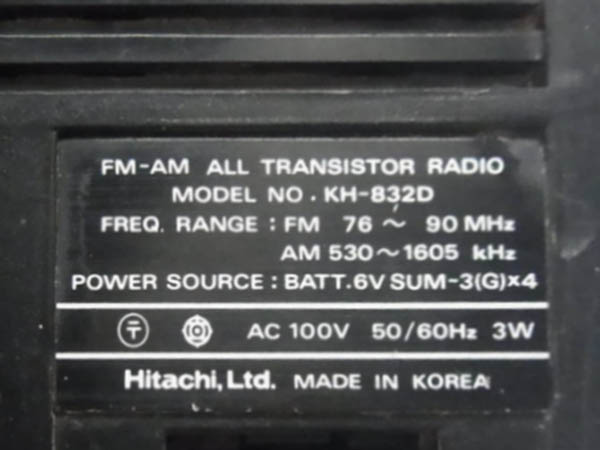 FM-AM ALL TRANSISTOR RADIO
MODEL NO. KH-832D
FREQ. RANGE : FM 76 ~ 90 MHz
AM 530~1605 kHz
POWER SOURCE : BATT. 6V SUM-3(G)×4
〒 AC 100V 50/60Hz 3W
Hitachi, Ltd. MADE IN KOREA